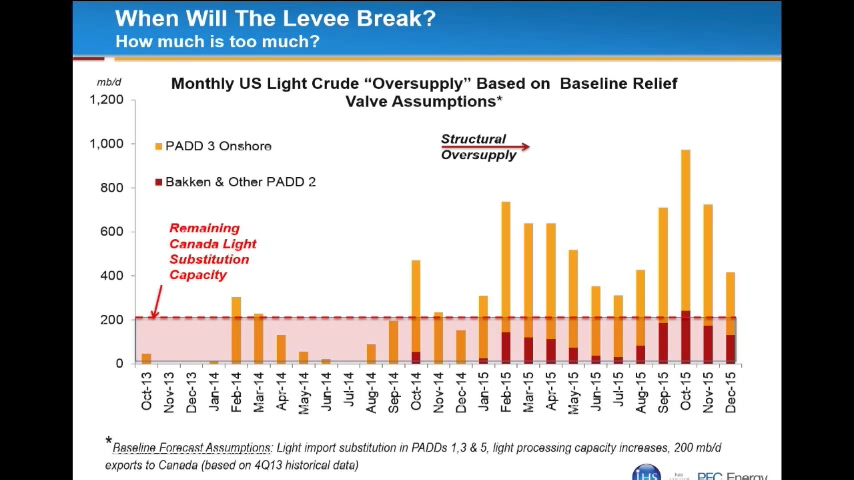 When Will The Levee Break?
How much is too much?
mb/d
Monthly US Light Crude “Oversupply” Based on Baseline Relief
Valve Assumptions*
1,200
1,000
800
600
400
200
0
PADD 3 Onshore
Bakken & Other PADD 2
Structural
Oversupply
Remaining
Canada Light
Substitution
Capacity
Oct-13
Nov-13
Dec-13
Jan-14
Feb-14
Mar-14
Apr-14
May-14
Jun-14
Jul-14
Aug-14
Sep-14
Oct-14
Nov-14
Dec-14
Jan-15
Feb-15
Mar-15
Apr-15
May-15
Jun-15
Jul-15
Aug-15
Sep-15
Oct-15
Nov-15
Dec-15
*Baseline Forecast Assumptions: Light import substitution in PADDs 1,3 & 5, light processing capacity increases, 200 mb/d
exports to Canada (based on 4Q13 historical data)
IHS
PFC Energy